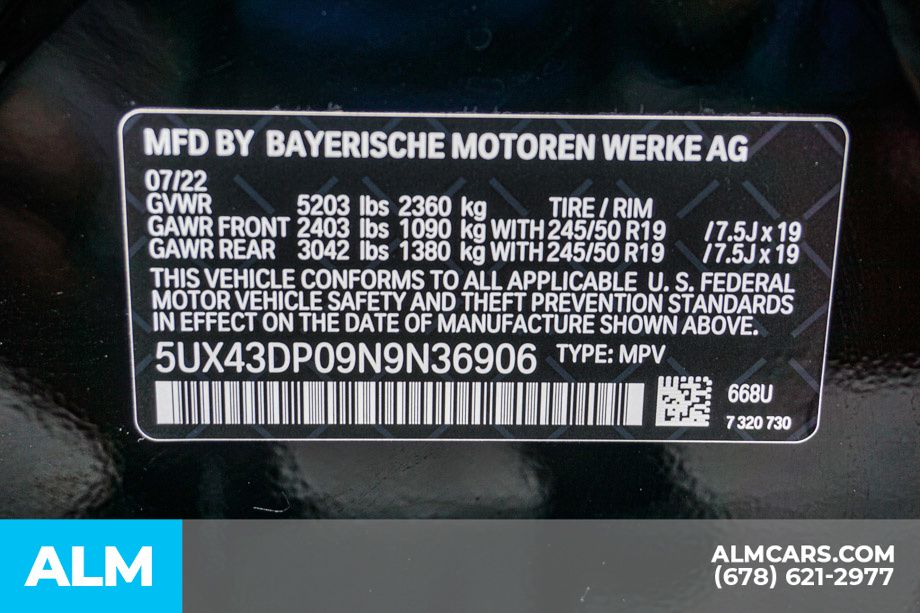 MFD BY BAYERISCHE MOTOREN WERKE AG
07/22
GVWR 5203 lbs 2360 kg TIRE / RIM
GAWR FRONT 2403 lbs 1090 kg WITH 245/50 R19 /7.5J x 19
GAWR REAR 3042 lbs 1380 kg WITH 245/50 R19 /7.5J x 19
THIS VEHICLE CONFORMS TO ALL APPLICABLE U. S. FEDERAL
MOTOR VEHICLE SAFETY AND THEFT PREVENTION STANDARDS
IN EFFECT ON THE DATE OF MANUFACTURE SHOWN ABOVE.
5UX43DP09N9N36906 TYPE: MPV
668U
7 320 730
ALM
ALMCARS.COM
(678) 621-2977